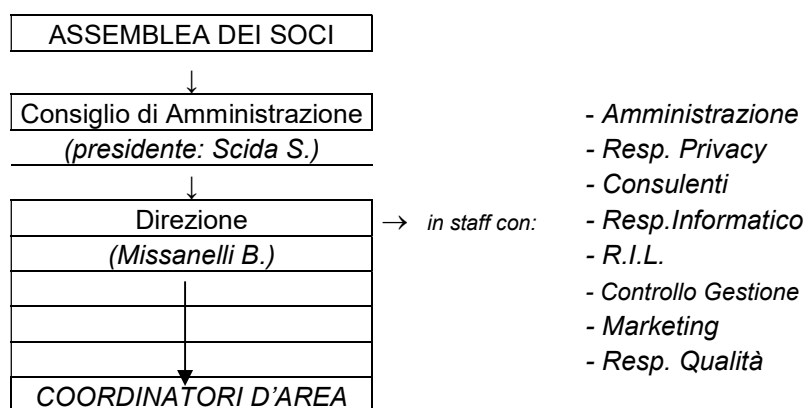 ASSEMBLEA DEI SOCI
↓
Consiglio di Amministrazione
(presidente: Scida S.)
↓
Direzione
(Missanelli B.)
→ in staff con:
- Amministrazione
- Resp. Privacy
- Consulenti
- Resp.Informatico
- R.I.L.
- Controllo Gestione
- Marketing
- Resp. Qualità
COORDINATORI D'AREA